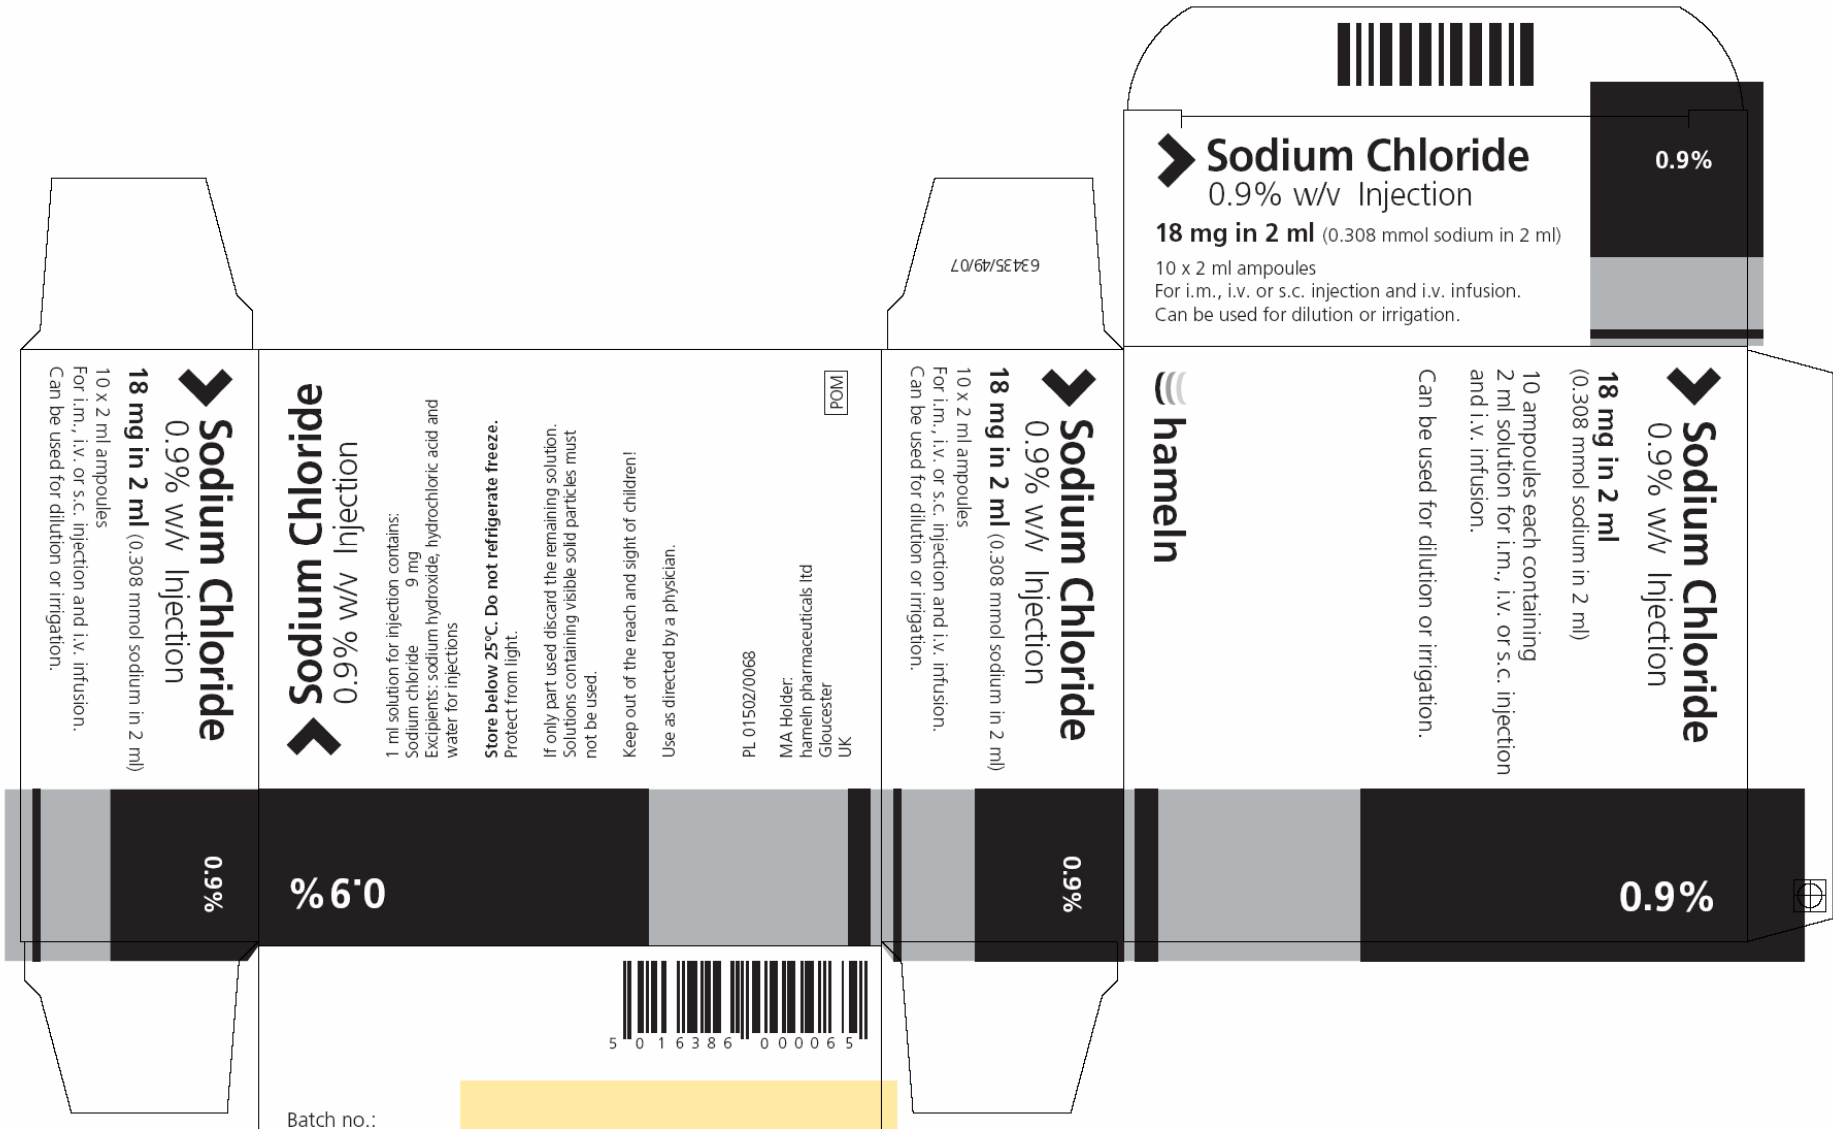 Sodium Chloride
0.9% w/v Injection
18 mg in 2 ml (0.308 mmol sodium in 2 ml)
10 x 2 ml ampoules
For i.m., i.v. or s.c. injection and i.v. infusion.
Can be used for dilution or irrigation.
0.9%
63435/49/07
Sodium Chloride
0.9% w/v Injection
18 mg in 2 ml (0.308 mmol sodium in 2 ml)
10 x 2 ml ampoules
For i.m., i.v. or s.c. injection and i.v. infusion.
Can be used for dilution or irrigation.
0.9%
Sodium Chloride
0.9% w/v Injection
1 ml solution for injection contains:
Sodium chloride 9 mg
Excipients: sodium hydroxide, hydrochloric acid and
water for injections
Store below 25°C. Do not refrigerate freeze.
Protect from light.
If only part used discard the remaining solution.
Solutions containing visible solid particles must
not be used.
Keep out of the reach and sight of children!
Use as directed by a physician.
PL 01502/0068
MA Holder:
hameln pharmaceuticals ltd
Gloucester
UK
POM
0.9%
Sodium Chloride
0.9% w/v Injection
18 mg in 2 ml (0.308 mmol sodium in 2 ml)
10 x 2 ml ampoules
For i.m., i.v. or s.c. injection and i.v. infusion.
Can be used for dilution or irrigation.
0.9%
Sodium Chloride
0.9% w/v Injection
18 mg in 2 ml
(0.308 mmol sodium in 2 ml)
10 ampoules each containing
2 ml solution for i.m., i.v. or s.c. injection
and i.v. infusion.
Can be used for dilution or irrigation.
hameln
0.9%
5 016386 000065
Batch no.: